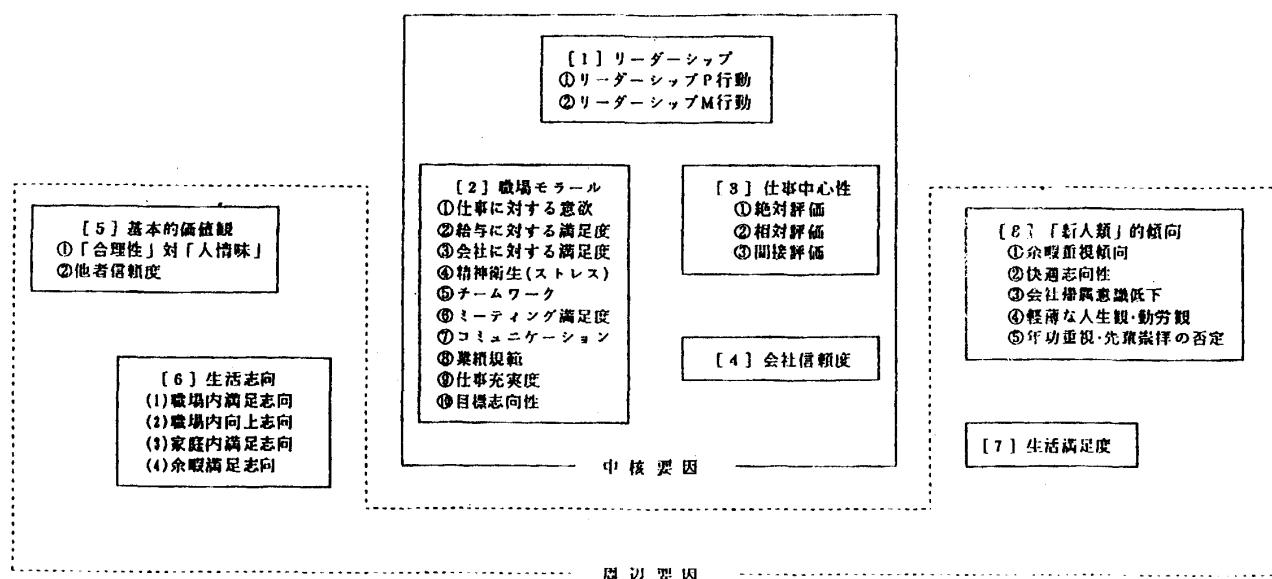 [1] リーダーシップ
①リーダーシップP行動
②リーダーシップM行動
[2] 職場モラール
①仕事に対する意欲
②給与に対する満足度
③会社に対する満足度
④精神衛生(ストレス)
⑤チームワーク
⑥ミーティング満足度
⑦コミュニケーション
⑧業績規範
⑨仕事充実度
⑩目標志向性
[3] 仕事中心性
①絶対評価
②相対評価
③間接評価
[4] 会社信頼度
中核要因
[5] 基本的価値観
①「合理性」対「人情味」
②他者信頼度
[6] 生活志向
(1)職場内満足志向
(2)職場内向上志向
(3)家庭内満足志向
(4)余暇満足志向
[8] 「新人類」的傾向
①余暇重視傾向
②快適志向性
③会社帰属意識低下
④軽薄な人生観・勤労観
⑤年功重視・先輩崇拝の否定
[7] 生活満足度
周辺要因